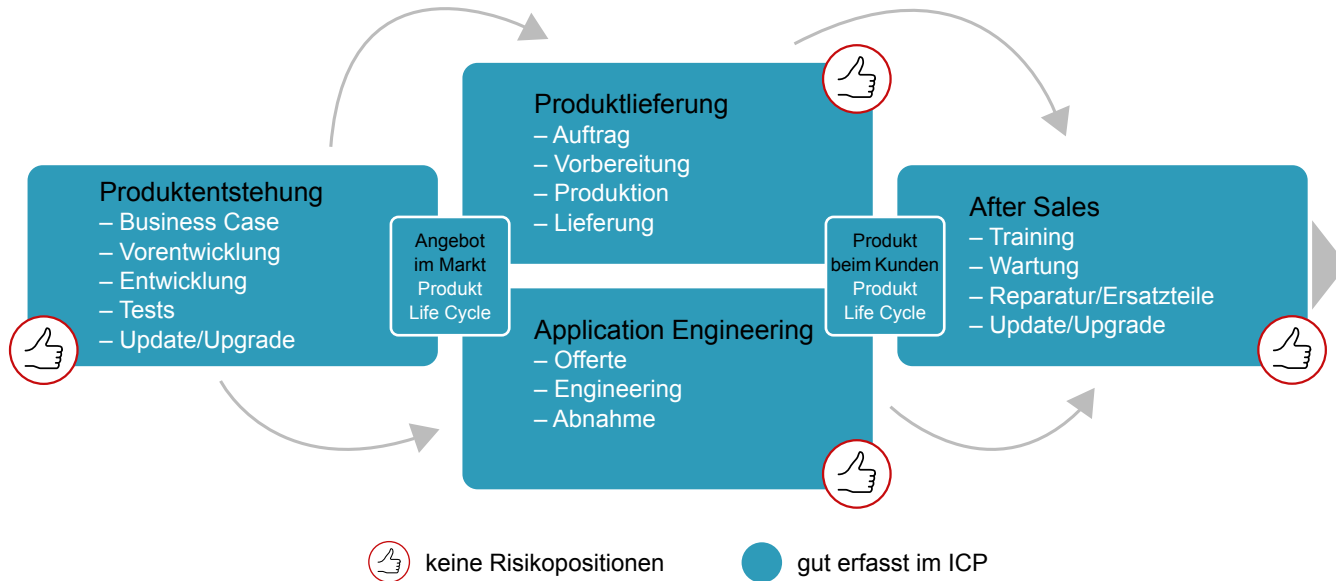 Produktentstehung
– Business Case
– Vorentwicklung
– Entwicklung
– Tests
– Update/Upgrade
Angebot
im Markt
Produkt
Life Cycle
Produktlieferung
– Auftrag
– Vorbereitung
– Produktion
– Lieferung
Application Engineering
– Offerte
– Engineering
– Abnahme
Produkt
beim Kunden
Produkt
Life Cycle
After Sales
– Training
– Wartung
– Reparatur/Ersatzteile
– Update/Upgrade
keine Risikopositionen
gut erfasst im ICP